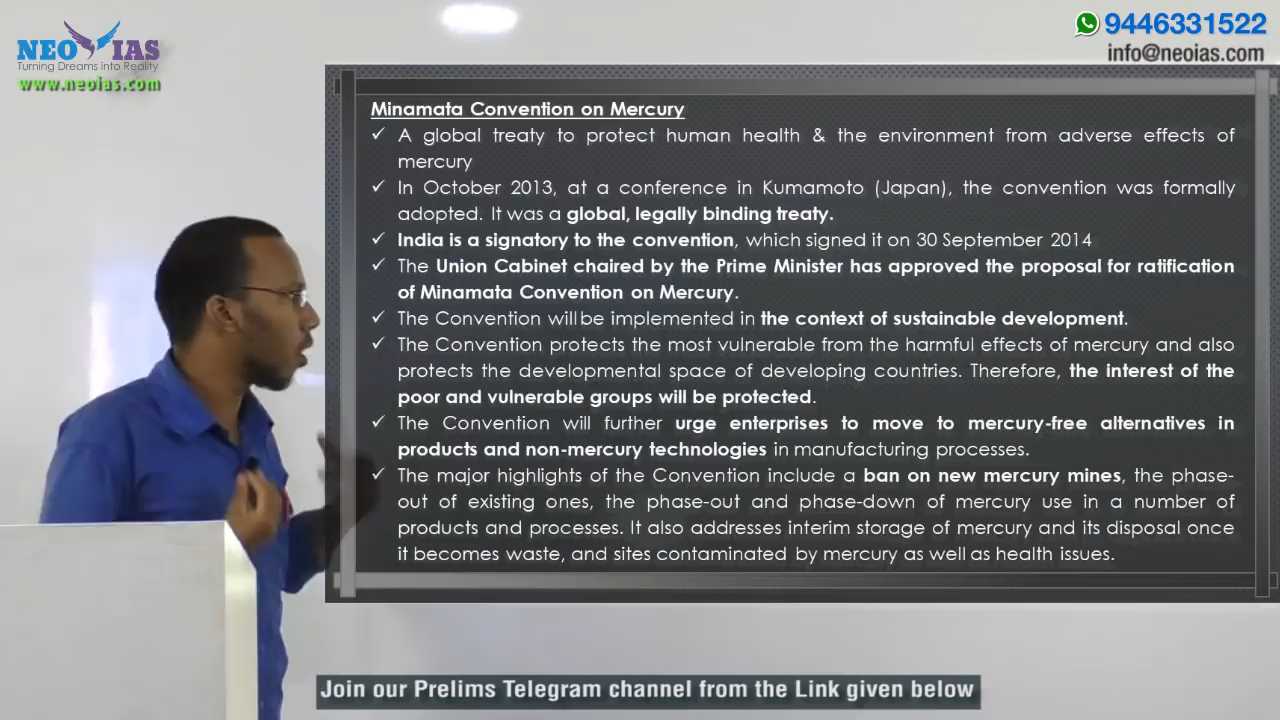 NEO IAS
Turning Dreams into Reality
www.neoias.com
9446331522
info@neoias.com
Minamata Convention on Mercury
✓ A global treaty to protect human health & the environment from adverse effects of
mercury
✓ In October 2013, at a conference in Kumamoto (Japan), the convention was formally
adopted. It was a global, legally binding treaty.
✓ India is a signatory to the convention, which signed it on 30 September 2014
✓ The Union Cabinet chaired by the Prime Minister has approved the proposal for ratification
of Minamata Convention on Mercury.
✓ The Convention will be implemented in the context of sustainable development.
✓ The Convention protects the most vulnerable from the harmful effects of mercury and also
protects the developmental space of developing countries. Therefore, the interest of the
poor and vulnerable groups will be protected.
✓ The Convention will further urge enterprises to move to mercury-free alternatives in
products and non-mercury technologies in manufacturing processes.
✓ The major highlights of the Convention include a ban on new mercury mines, the phase-
out of existing ones, the phase-out and phase-down of mercury use in a number of
products and processes. It also addresses interim storage of mercury and its disposal once
it becomes waste, and sites contaminated by mercury as well as health issues.
Join our Prelims Telegram channel from the Link given below